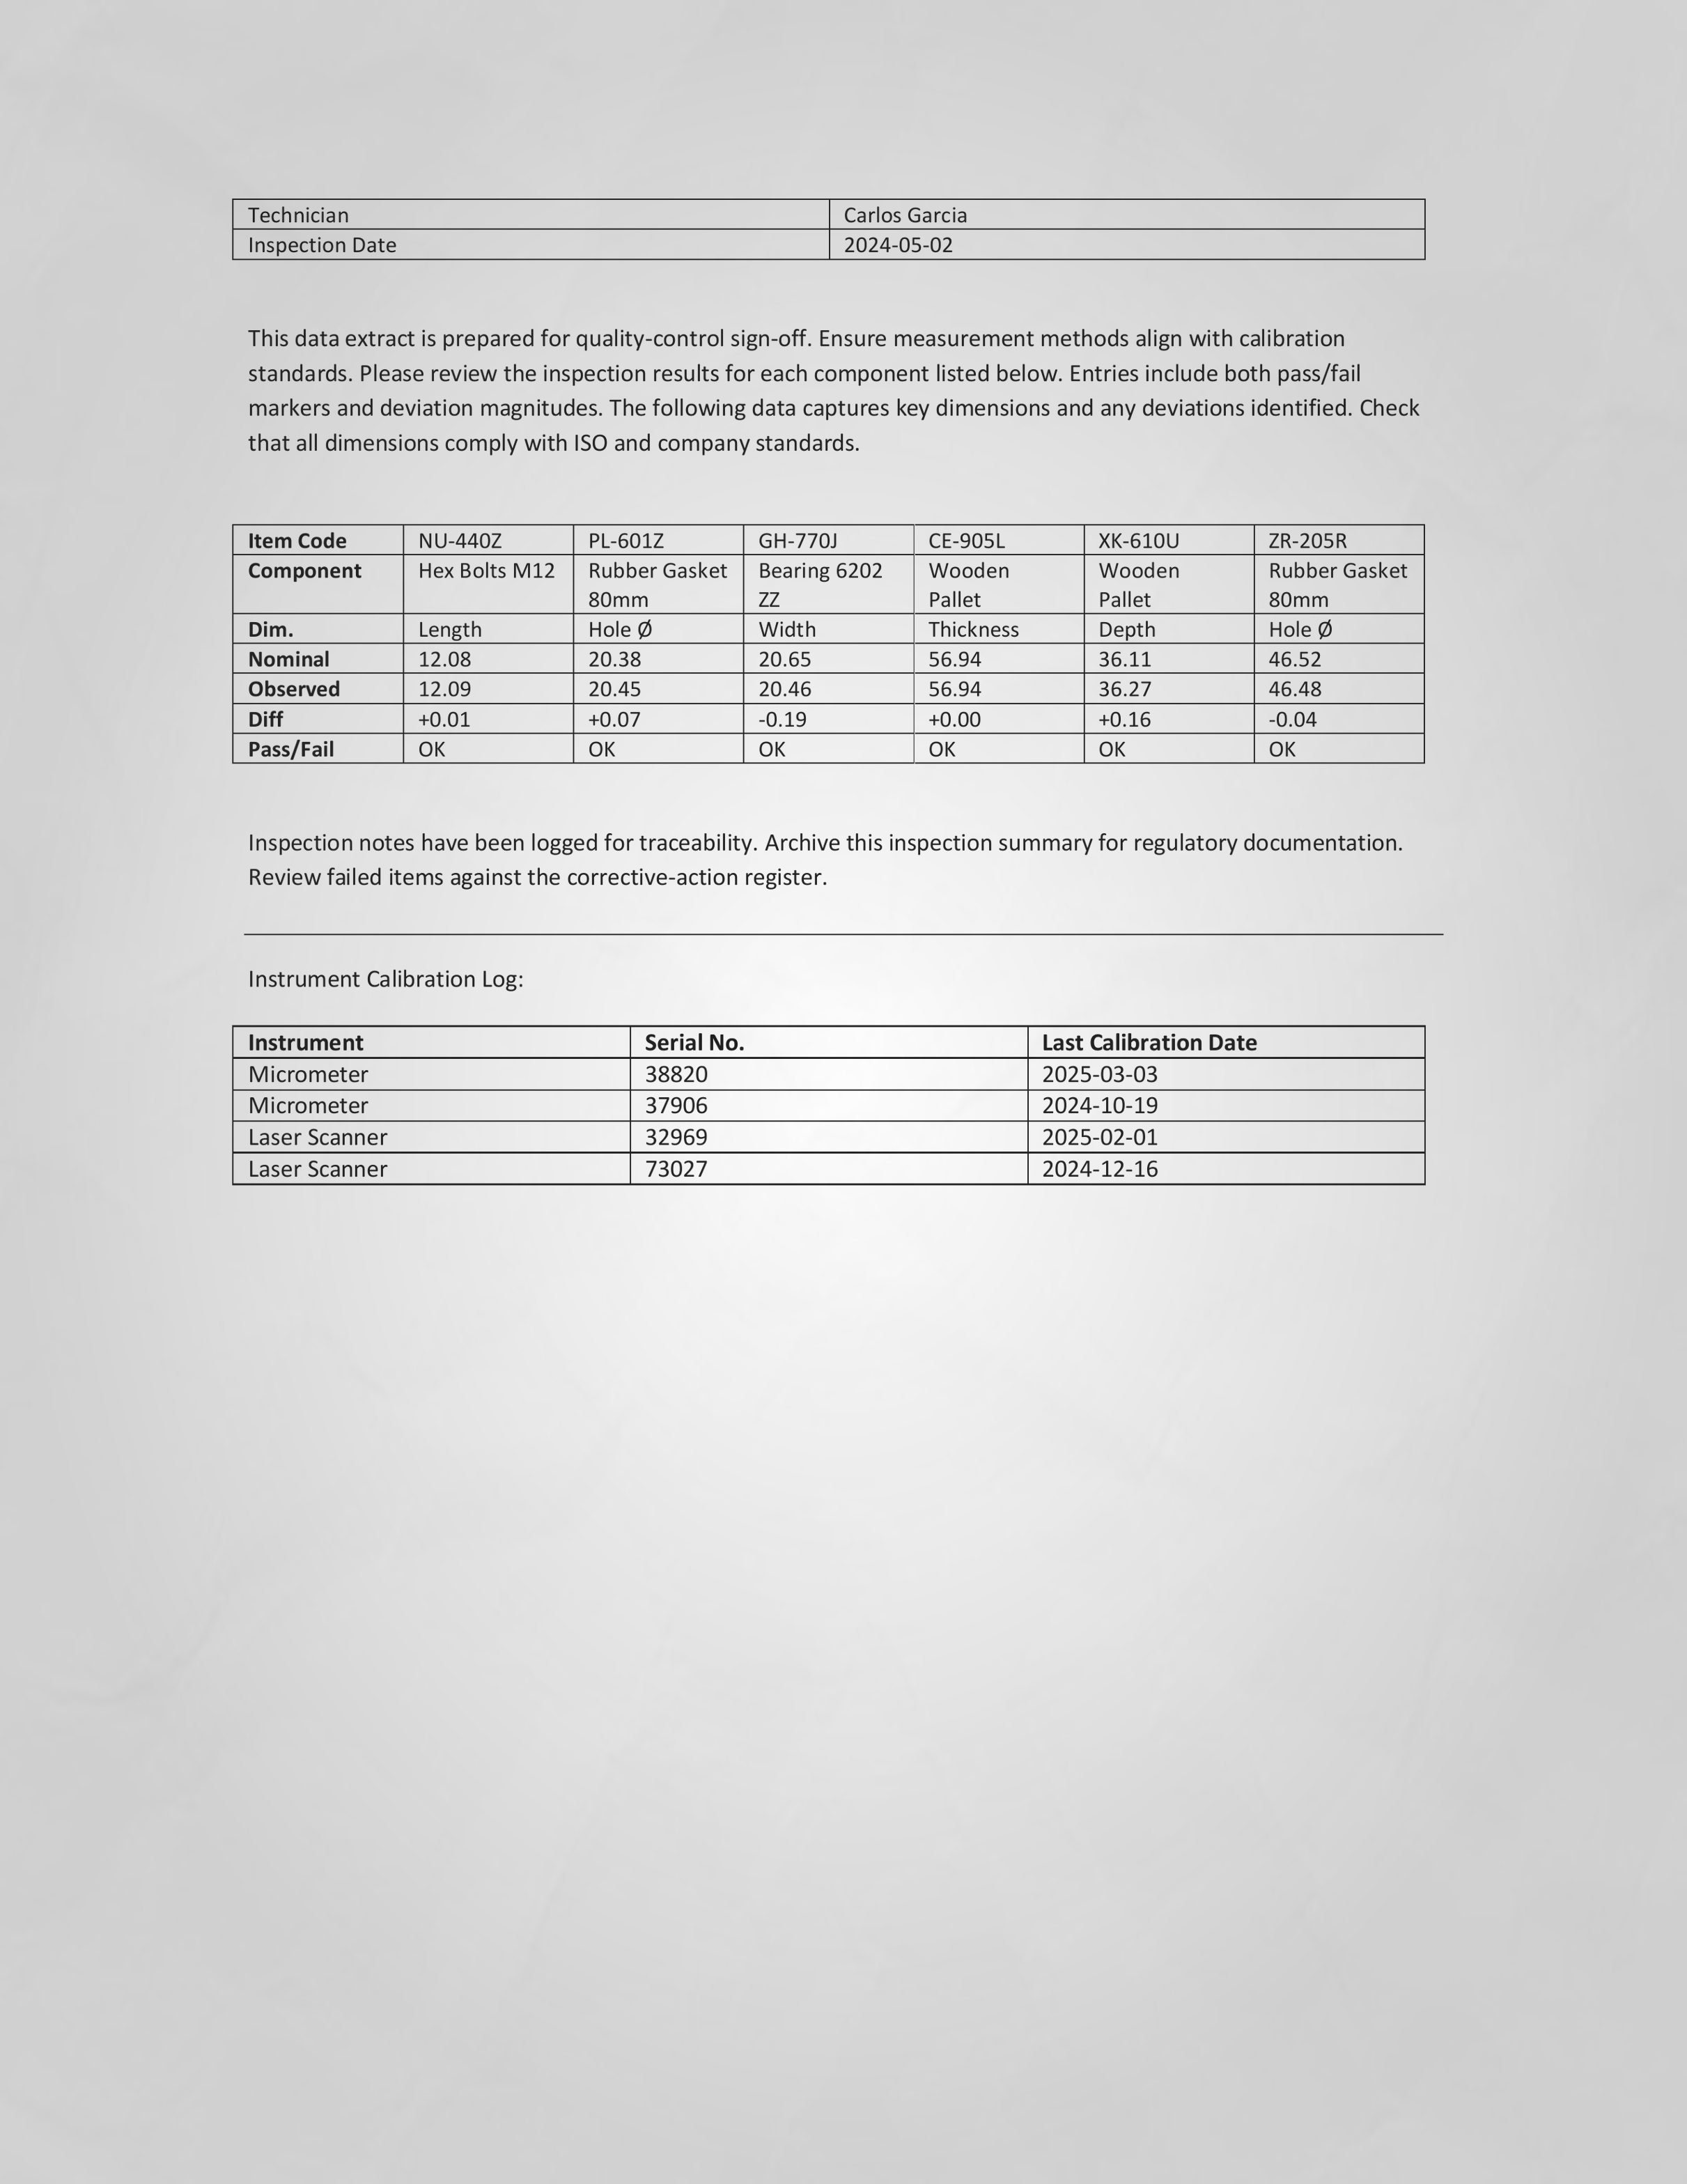 Technician Carlos Garcia
Inspection Date 2024-05-02
This data extract is prepared for quality-control sign-off. Ensure measurement methods align with calibration
standards. Please review the inspection results for each component listed below. Entries include both pass/fail
markers and deviation magnitudes. The following data captures key dimensions and any deviations identified. Check
that all dimensions comply with ISO and company standards.
Item Code NU-440Z PL-601Z GH-770J CE-905L XK-610U ZR-205R
Component Hex Bolts M12 Rubber Gasket Bearing 6202 Wooden Wooden Rubber Gasket
80mm ZZ Pallet Pallet 80mm
Dim. Length Hole Ø Width Thickness Depth Hole Ø
Nominal 12.08 20.38 20.65 56.94 36.11 46.52
Observed 12.09 20.45 20.46 56.94 36.27 46.48
Diff +0.01 +0.07 -0.19 +0.00 +0.16 -0.04
Pass/Fail OK OK OK OK OK OK
Inspection notes have been logged for traceability. Archive this inspection summary for regulatory documentation.
Review failed items against the corrective-action register.
Instrument Calibration Log:
Instrument Serial No. Last Calibration Date
Micrometer 38820 2025-03-03
Micrometer 37906 2024-10-19
Laser Scanner 32969 2025-02-01
Laser Scanner 73027 2024-12-16